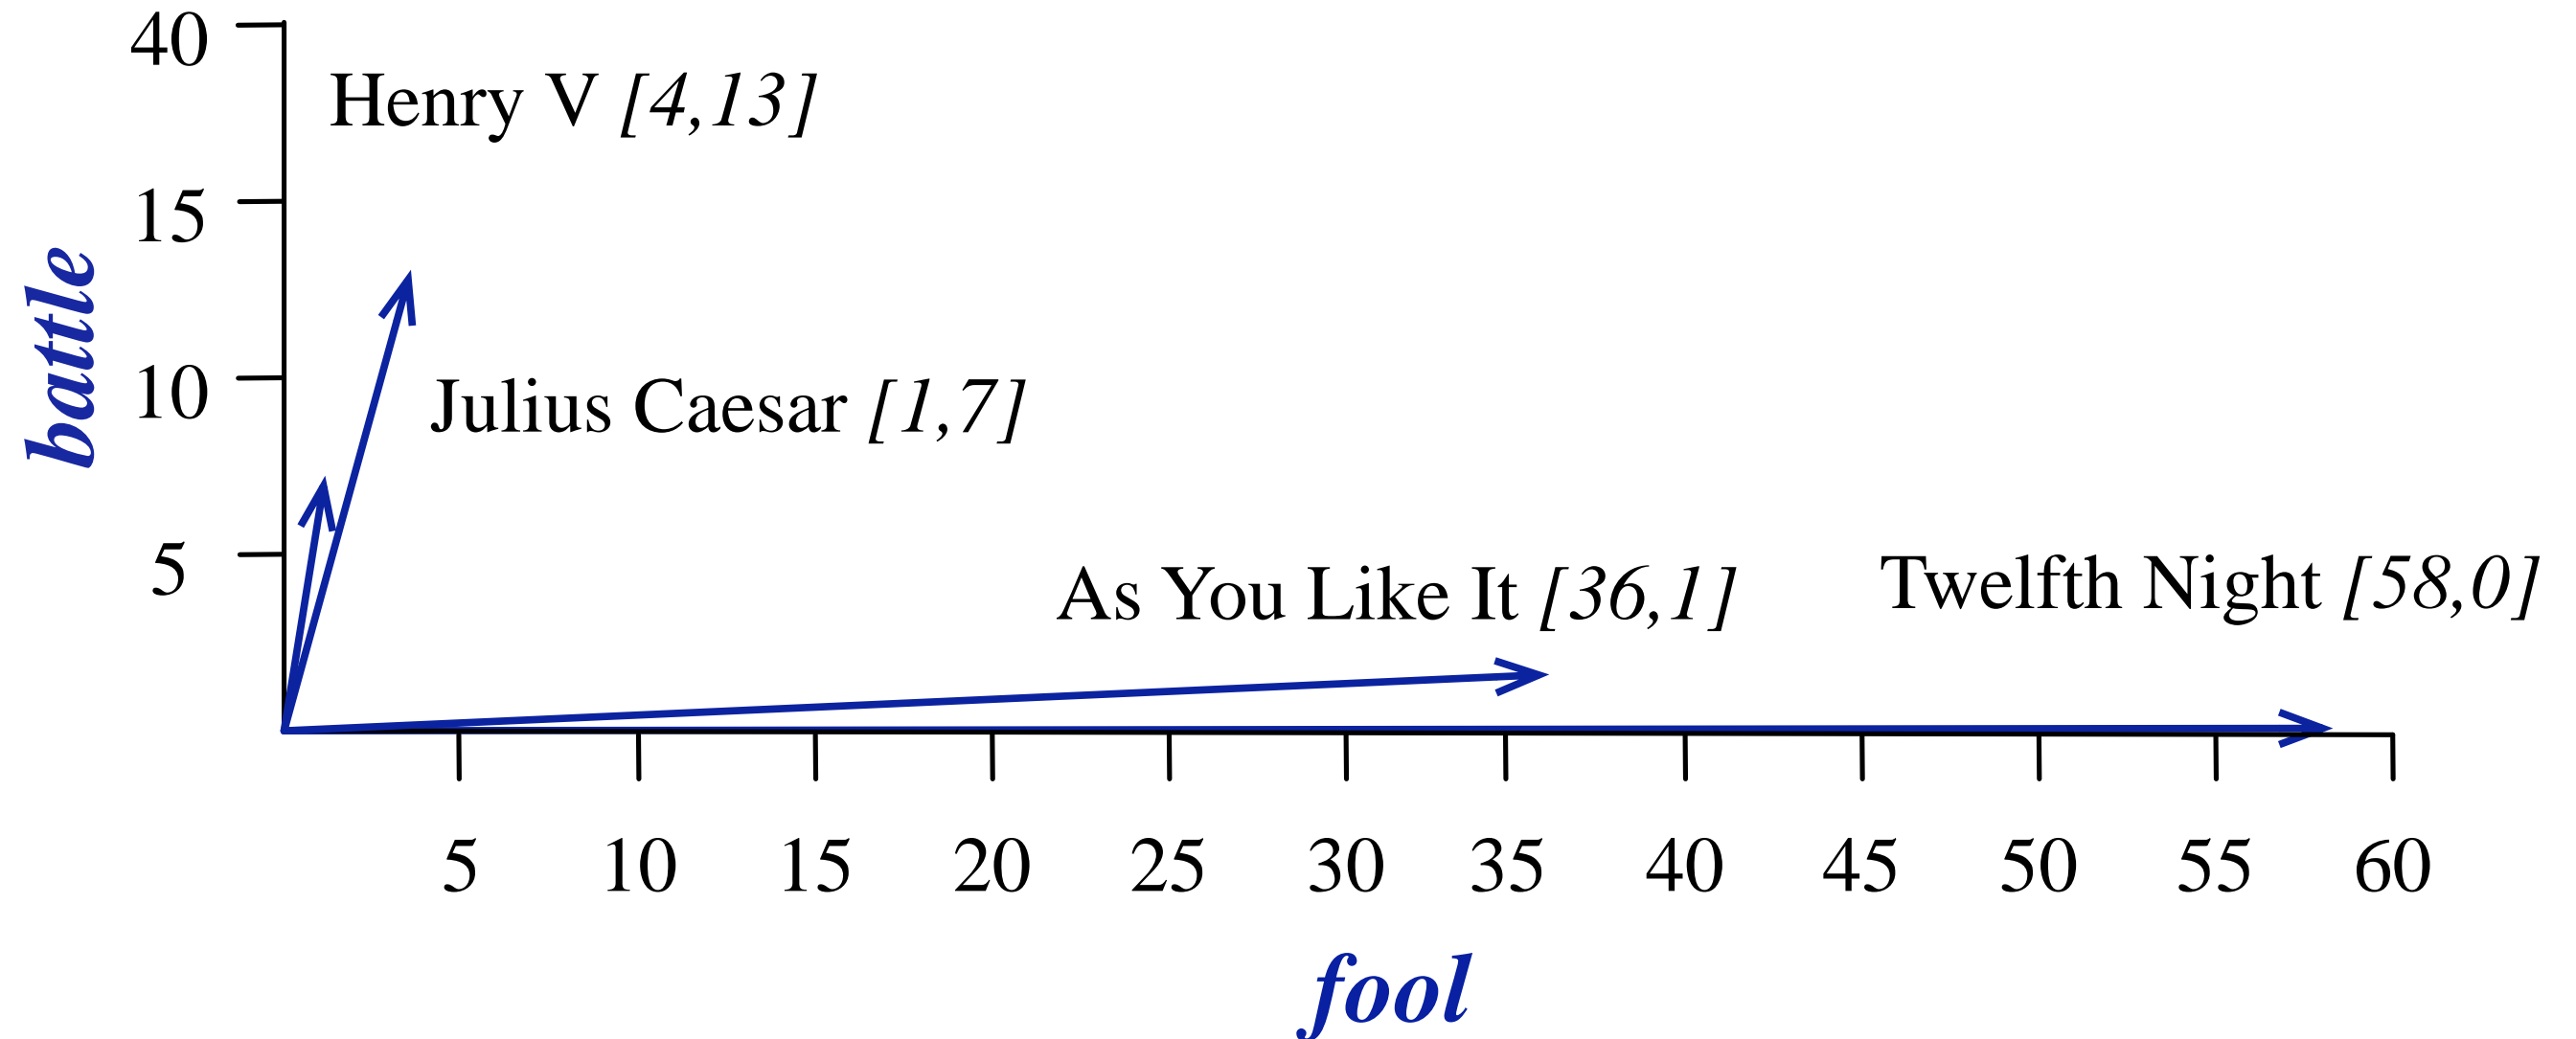 40
Henry V [4,13]
15
battle
10
Julius Caesar [1,7]
5
As You Like It [36,1]
Twelfth Night [58,0]
5 10 15 20 25 30 35 40 45 50 55 60
fool